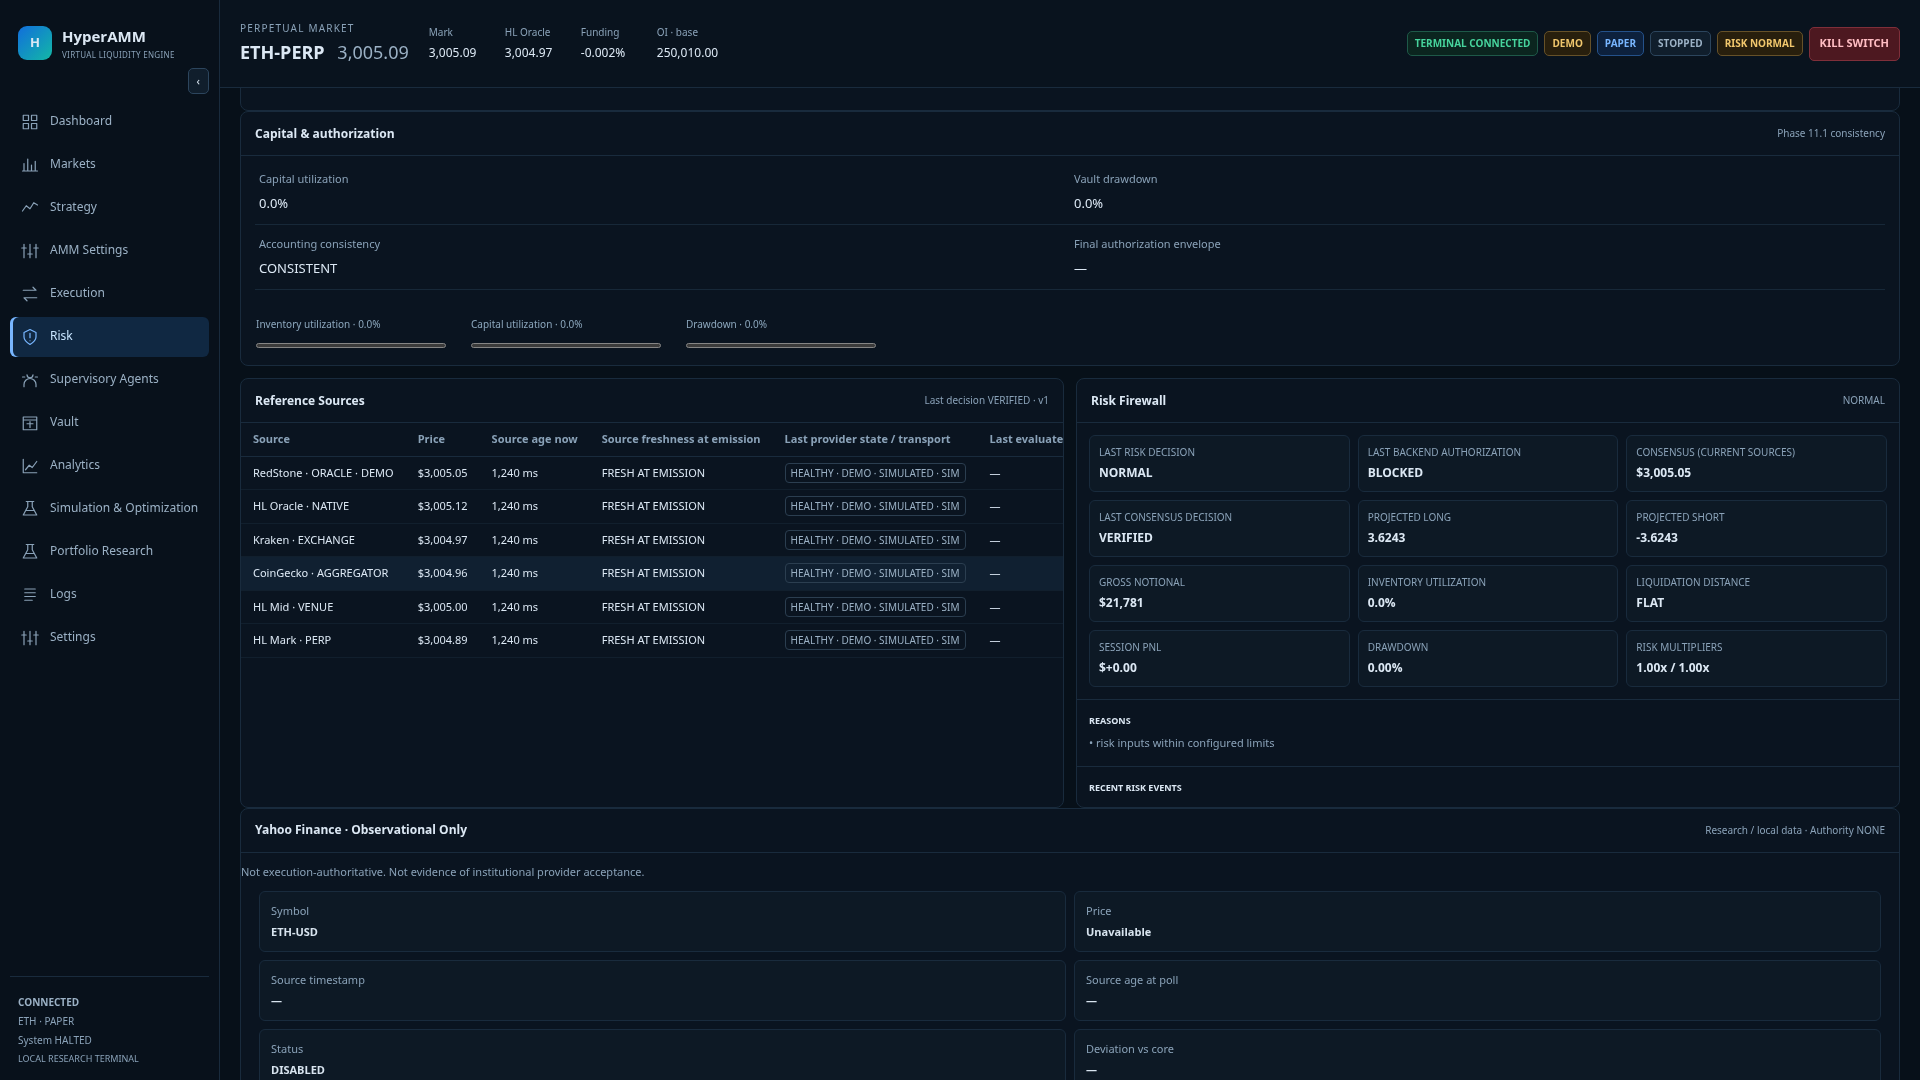 H
HyperAMM
VIRTUAL LIQUIDITY ENGINE
‹
Dashboard
Markets
Strategy
AMM Settings
Execution
Risk
Supervisory Agents
Vault
Analytics
Simulation & Optimization
Portfolio Research
Logs
Settings
CONNECTED
ETH · PAPER
System HALTED
LOCAL RESEARCH TERMINAL
PERPETUAL MARKET
ETH-PERP 3,005.09
Mark
3,005.09
HL Oracle
3,004.97
Funding
-0.002%
OI · base
250,010.00
TERMINAL CONNECTED DEMO PAPER STOPPED RISK NORMAL KILL SWITCH
Capital & authorization Phase 11.1 consistency
Capital utilization
0.0%
Vault drawdown
0.0%
Accounting consistency
CONSISTENT
Final authorization envelope
—
Inventory utilization · 0.0% Capital utilization · 0.0% Drawdown · 0.0%
Reference Sources Last decision VERIFIED · v1
Source Price Source age now Source freshness at emission Last provider state / transport Last evaluate
RedStone · ORACLE · DEMO $3,005.05 1,240 ms FRESH AT EMISSION HEALTHY · DEMO · SIMULATED · SIM —
HL Oracle · NATIVE $3,005.12 1,240 ms FRESH AT EMISSION HEALTHY · DEMO · SIMULATED · SIM —
Kraken · EXCHANGE $3,004.97 1,240 ms FRESH AT EMISSION HEALTHY · DEMO · SIMULATED · SIM —
CoinGecko · AGGREGATOR $3,004.96 1,240 ms FRESH AT EMISSION HEALTHY · DEMO · SIMULATED · SIM —
HL Mid · VENUE $3,005.00 1,240 ms FRESH AT EMISSION HEALTHY · DEMO · SIMULATED · SIM —
HL Mark · PERP $3,004.89 1,240 ms FRESH AT EMISSION HEALTHY · DEMO · SIMULATED · SIM —
Risk Firewall NORMAL
LAST RISK DECISION
NORMAL
LAST BACKEND AUTHORIZATION
BLOCKED
CONSENSUS (CURRENT SOURCES)
$3,005.05
LAST CONSENSUS DECISION
VERIFIED
PROJECTED LONG
3.6243
PROJECTED SHORT
-3.6243
GROSS NOTIONAL
$21,781
INVENTORY UTILIZATION
0.0%
LIQUIDATION DISTANCE
FLAT
SESSION PNL
$+0.00
DRAWDOWN
0.00%
RISK MULTIPLIERS
1.00x / 1.00x
REASONS
• risk inputs within configured limits
RECENT RISK EVENTS
Yahoo Finance · Observational Only Research / local data · Authority NONE
Not execution-authoritative. Not evidence of institutional provider acceptance.
Symbol
ETH-USD
Price
Unavailable
Source timestamp
—
Source age at poll
—
Status
DISABLED
Deviation vs core
—